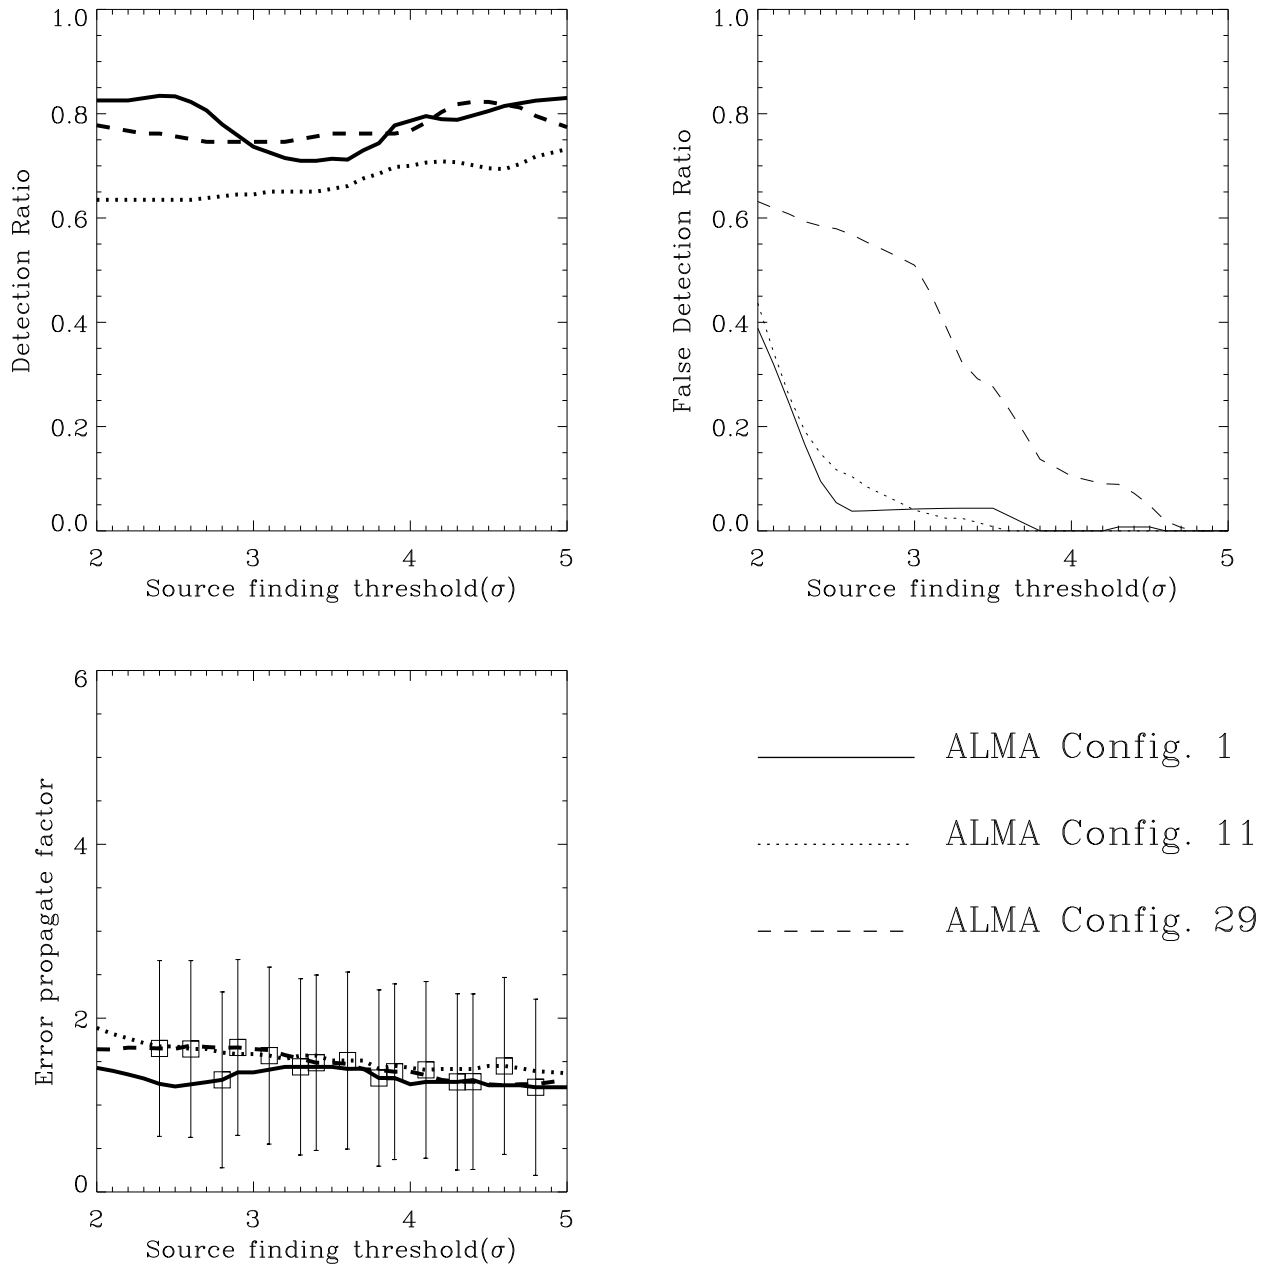 1.0
0.8
0.6
0.4
0.2
0.0
Detection Ratio
2 3 4 5
Source finding threshold(σ)
1.0
0.8
0.6
0.4
0.2
0.0
False Detection Ratio
2 3 4 5
Source finding threshold(σ)
6
4
2
0
Error propagate factor
2 3 4 5
Source finding threshold(σ)
ALMA Config. 1
ALMA Config. 11
ALMA Config. 29